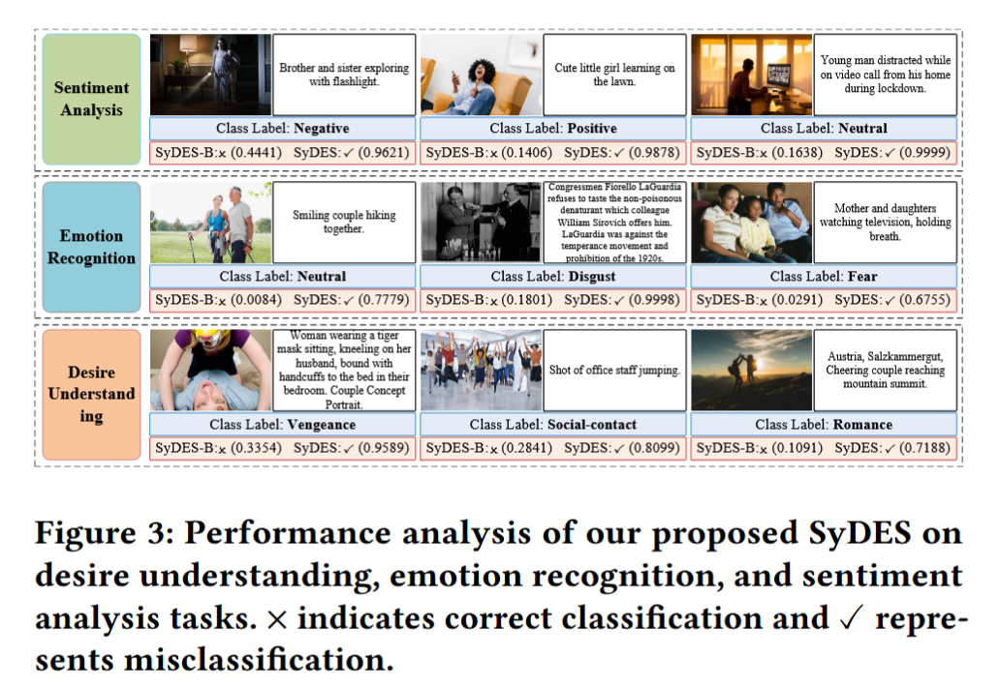 Sentiment
Analysis
Brother and sister exploring
with flashlight.
Class Label: Negative
SyDES-B:× (0.4441) SyDES:✓ (0.9621)
Cute little girl learning on
the lawn.
Class Label: Positive
SyDES-B:× (0.1406) SyDES:✓ (0.9878)
Young man distracted while
on video call from his home
during lockdown.
Class Label: Neutral
SyDES-B:× (0.1638) SyDES:✓ (0.9999)
Emotion
Recognition
Smiling couple hiking
together.
Class Label: Neutral
SyDES-B:× (0.0084) SyDES:✓ (0.7779)
Congressmen Fiorello LaGuardia
refuses to taste the non-poisonous
denaturant which colleague
William Sirovich offers him.
LaGuardia was against the
temperance movement and
prohibition of the 1920s.
Class Label: Disgust
SyDES-B:× (0.1801) SyDES:✓ (0.9998)
Mother and daughters
watching television, holding
breath.
Class Label: Fear
SyDES-B:× (0.0291) SyDES:✓ (0.6755)
Desire
Understand
ing
Woman wearing a tiger
mask sitting, kneeling on her
husband, bound with
handcuffs to the bed in their
bedroom. Couple Concept
Portrait.
Class Label: Vengeance
SyDES-B:× (0.3354) SyDES:✓ (0.9589)
Shot of office staff jumping.
Class Label: Social-contact
SyDES-B:× (0.2841) SyDES:✓ (0.8099)
Austria, Salzkammergut,
Cheering couple reaching
mountain summit.
Class Label: Romance
SyDES-B:× (0.1091) SyDES:✓ (0.7188)
Figure 3: Performance analysis of our proposed SyDES on
desire understanding, emotion recognition, and sentiment
analysis tasks. × indicates correct classification and ✓ repre-
sents misclassification.